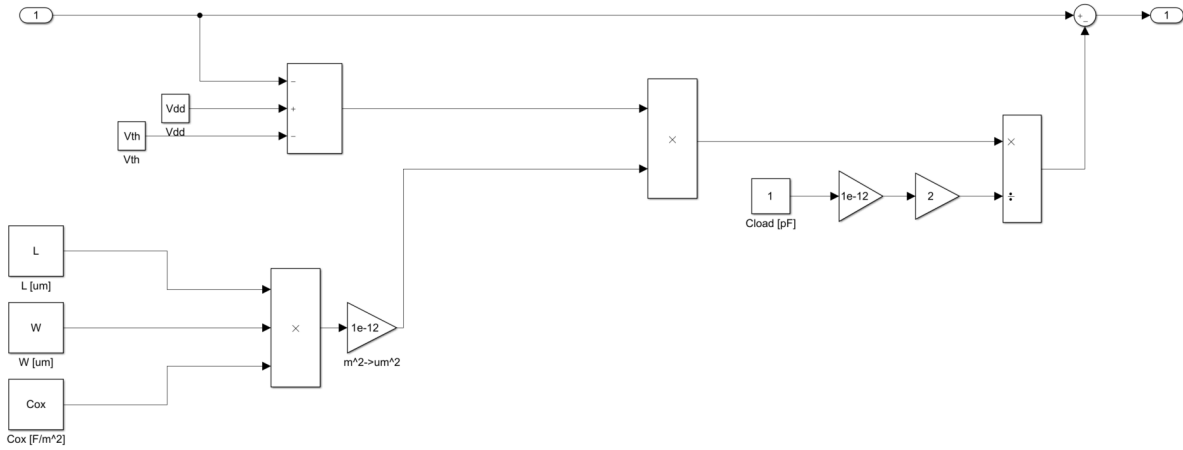 1
1
+
−
−
Vdd
+
Vdd
Vth
−
Vth
×
×
1
1e-12
2
÷
Cload [pF]
L
L [um]
W
×
1e-12
W [um]
m^2->um^2
Cox
Cox [F/m^2]